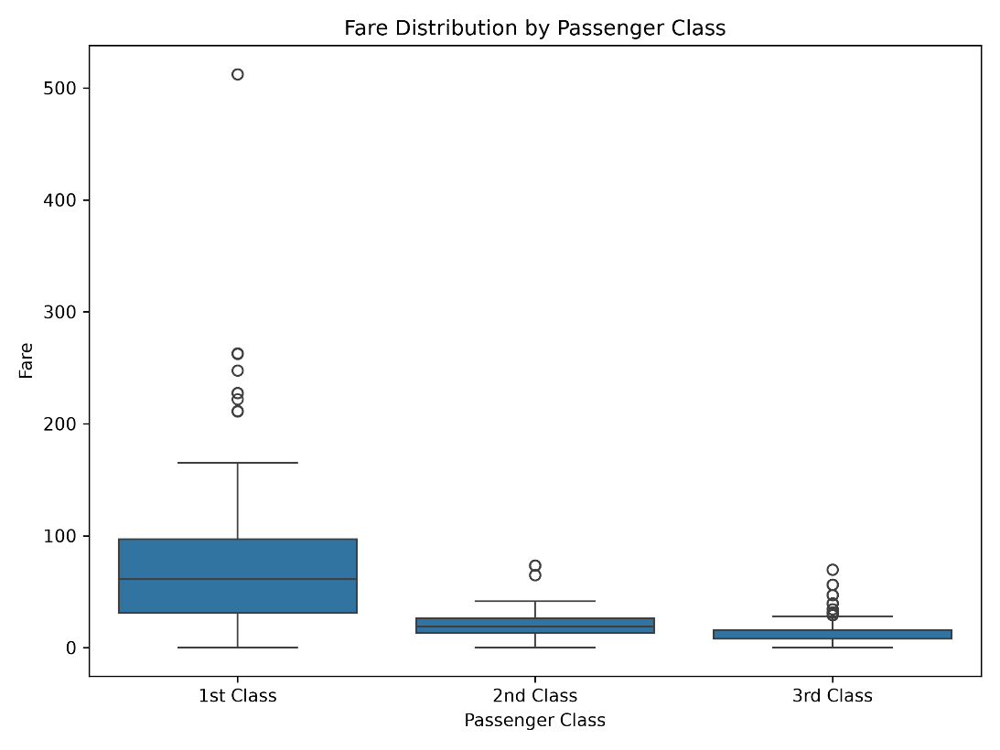 Fare Distribution by Passenger Class
500
400
300
200
100
0
Fare
1st Class
2nd Class
3rd Class
Passenger Class